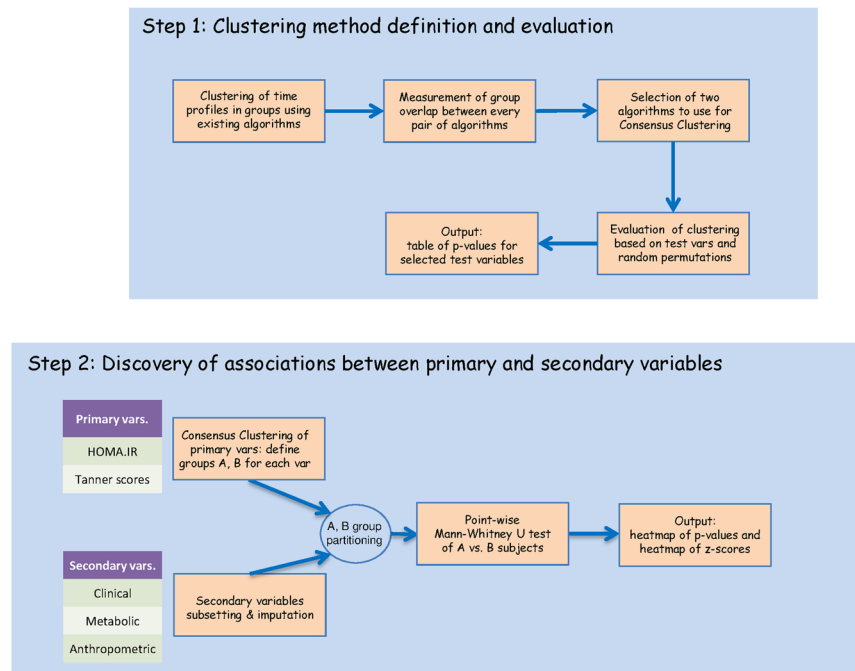 Step 1: Clustering method definition and evaluation
Clustering of time
profiles in groups using
existing algorithms
Measurement of group
overlap between every
pair of algorithms
Selection of two
algorithms to use for
Consensus Clustering
Output:
table of p-values for
selected test variables
Evaluation of clustering
based on test vars and
random permutations
Step 2: Discovery of associations between primary and secondary variables
Primary vars.
HOMA.IR
Tanner scores
Consensus Clustering of
primary vars: define
groups A, B for each var
A, B group
partitioning
Point-wise
Mann-Whitney U test
of A vs. B subjects
Output:
heatmap of p-values and
heatmap of z-scores
Secondary vars.
Clinical
Metabolic
Anthropometric
Secondary variables
subsetting & imputation